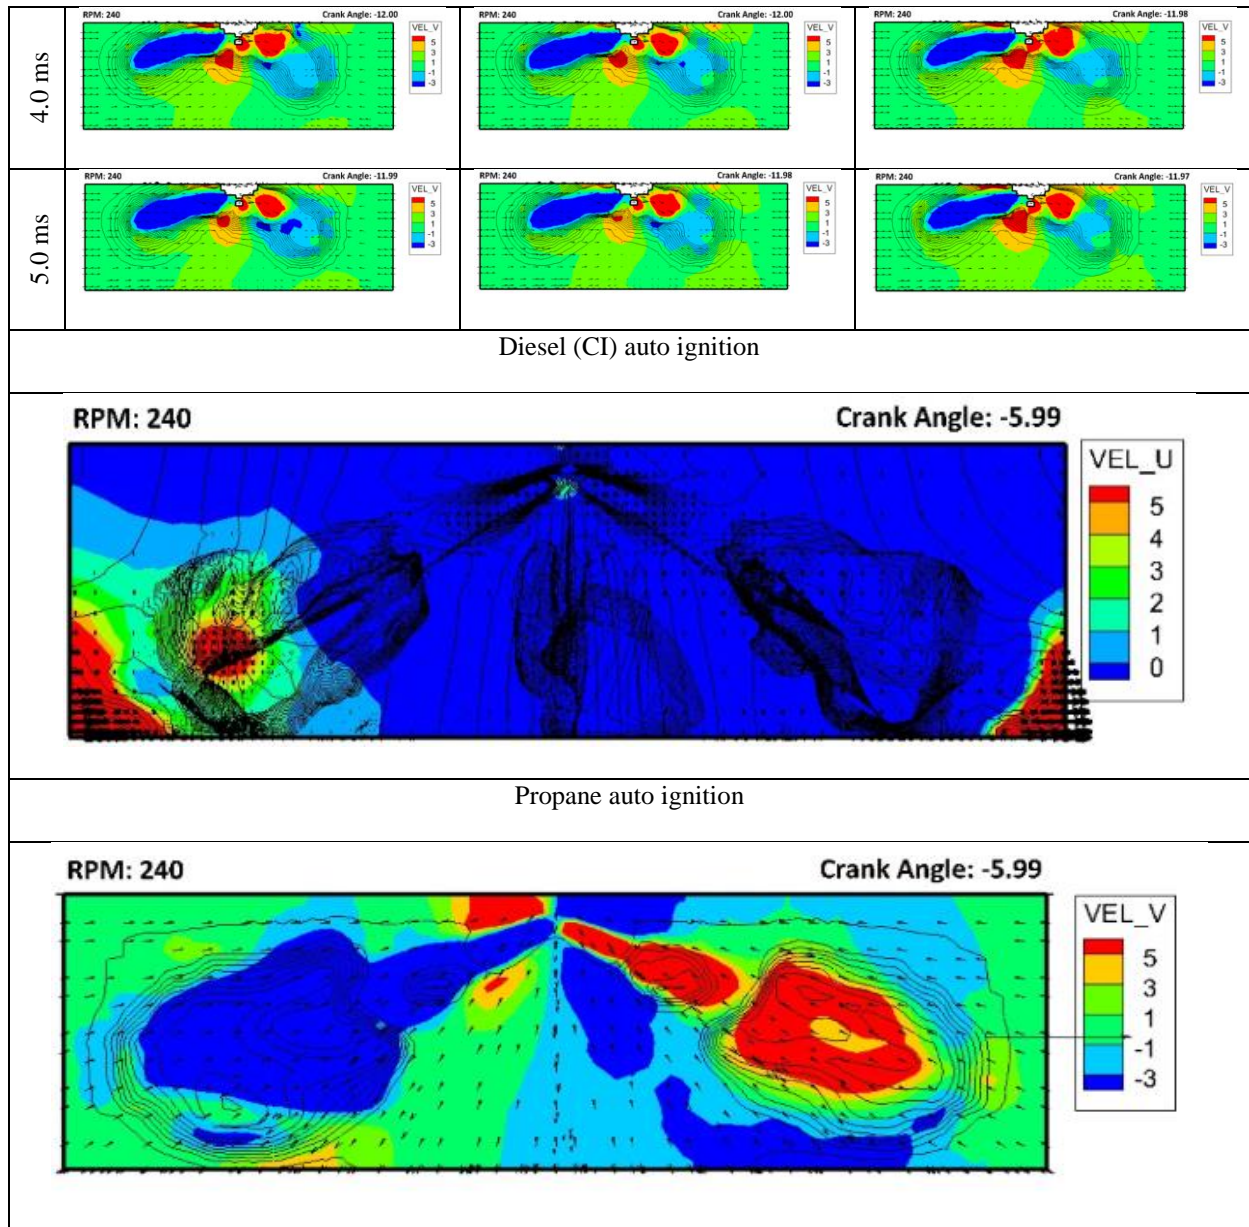 4.0 ms
RPM: 240 Crank Angle: -12.00
VEL_V
5
3
1
-1
-3
RPM: 240 Crank Angle: -12.00
VEL_V
5
3
1
-1
-3
RPM: 240 Crank Angle: -11.98
VEL_V
5
3
1
-1
-3
5.0 ms
RPM: 240 Crank Angle: -11.99
VEL_V
5
3
1
-1
-3
RPM: 240 Crank Angle: -11.98
VEL_V
5
3
1
-1
-3
RPM: 240 Crank Angle: -11.97
VEL_V
5
3
1
-1
-3
Diesel (CI) auto ignition
RPM: 240 Crank Angle: -5.99
VEL_U
5
4
3
2
1
0
Propane auto ignition
RPM: 240 Crank Angle: -5.99
VEL_V
5
3
1
-1
-3